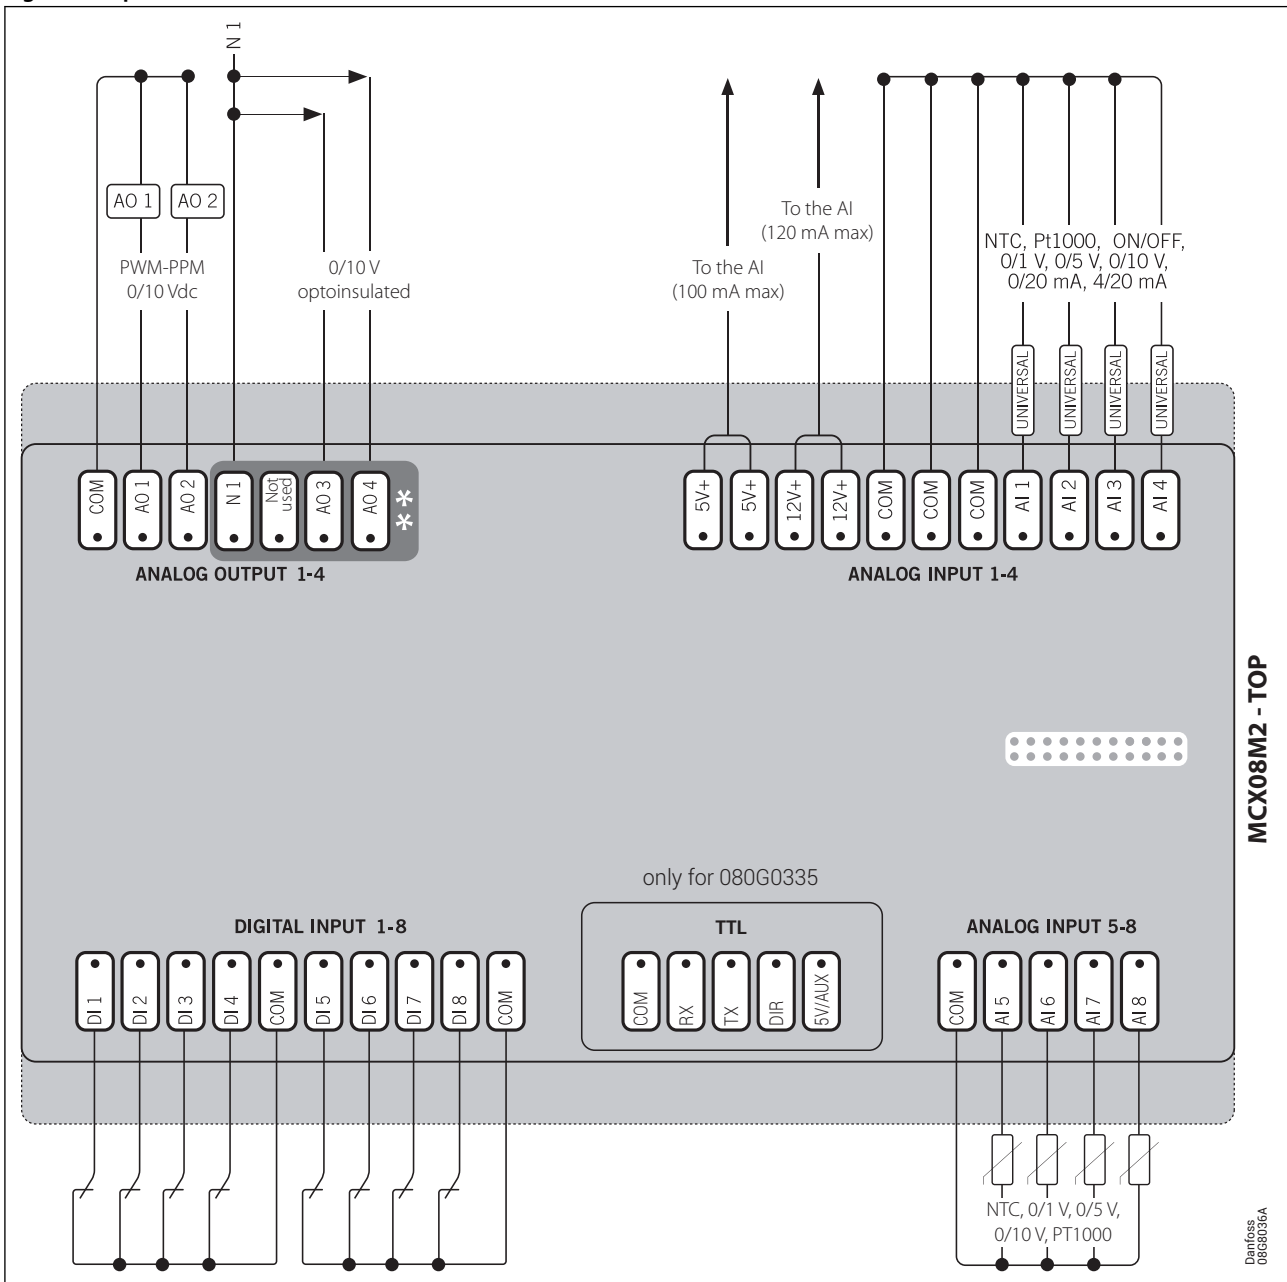 N 1
AO 1
AO 2
PWM-PPM
0/10 Vdc
0/10 V
optoinsulated
To the AI
(100 mA max)
To the AI
(120 mA max)
NTC, Pt1000, ON/OFF,
0/1 V, 0/5 V, 0/10 V,
0/20 mA, 4/20 mA
UNIVERSAL
UNIVERSAL
UNIVERSAL
UNIVERSAL
COM
AO 1
AO 2
N 1
Not
used
AO 3
AO 4
**
5V+
5V+
12V+
12V+
COM
COM
COM
AI 1
AI 2
AI 3
AI 4
ANALOG OUTPUT 1-4
ANALOG INPUT 1-4
MCX08M2 - TOP
only for 080G0335
DIGITAL INPUT 1-8
TTL
ANALOG INPUT 5-8
DI 1
DI 2
DI 3
DI 4
COM
DI 5
DI 6
DI 7
DI 8
COM
COM
RX
TX
DIR
5V/AUX
COM
AI 5
AI 6
AI 7
AI 8
NTC, 0/1 V, 0/5 V,
0/10 V, PT1000
Danfoss
08G8036A